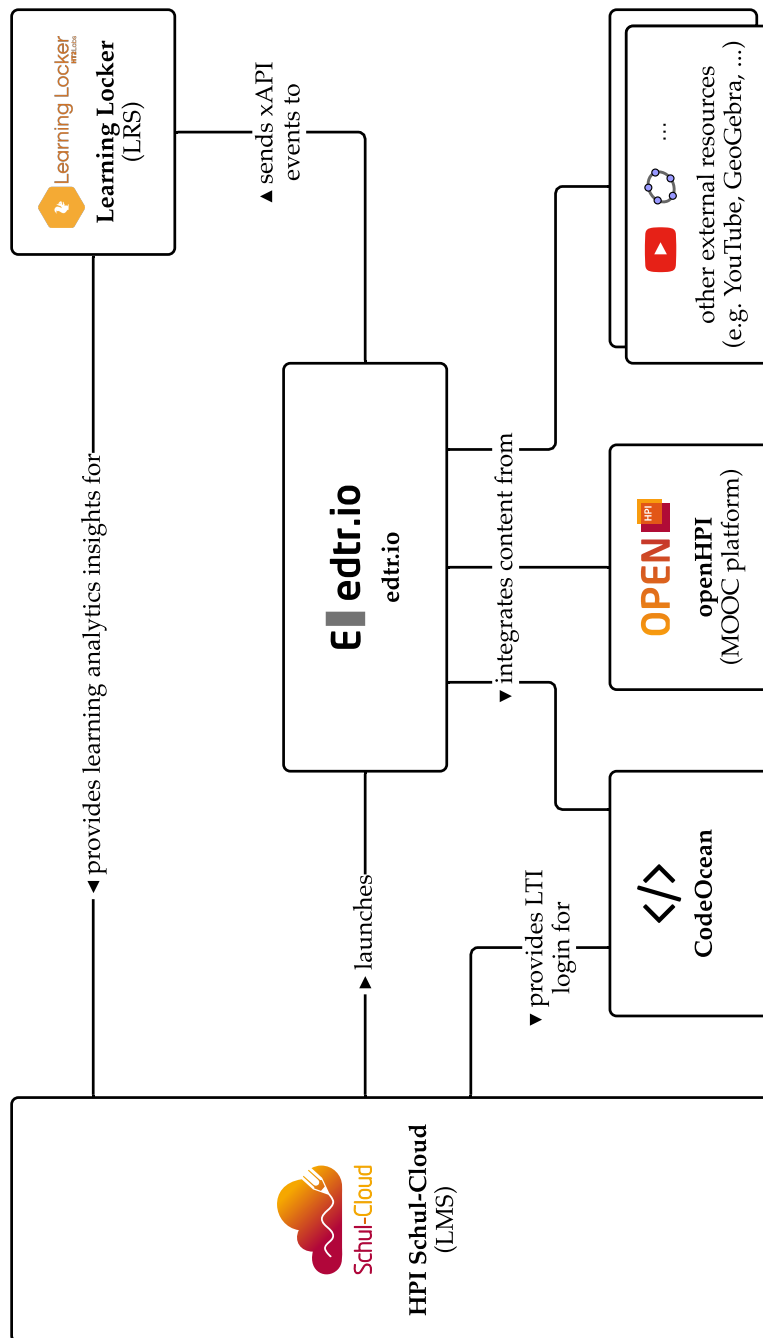 Learning Locker
HT2Labs
Learning Locker
(LRS)
◄ provides learning analytics insights for
▲ sends xAPI
events to
Schul-Cloud
HPI Schul-Cloud
(LMS)
► launches
E edtr.io
edtr.io
▼ provides LTI
login for
▼ integrates content from
</>
CodeOcean
OPEN HPI
openHPI
(MOOC platform)
...
other external resources
(e.g. YouTube, GeoGebra, ...)